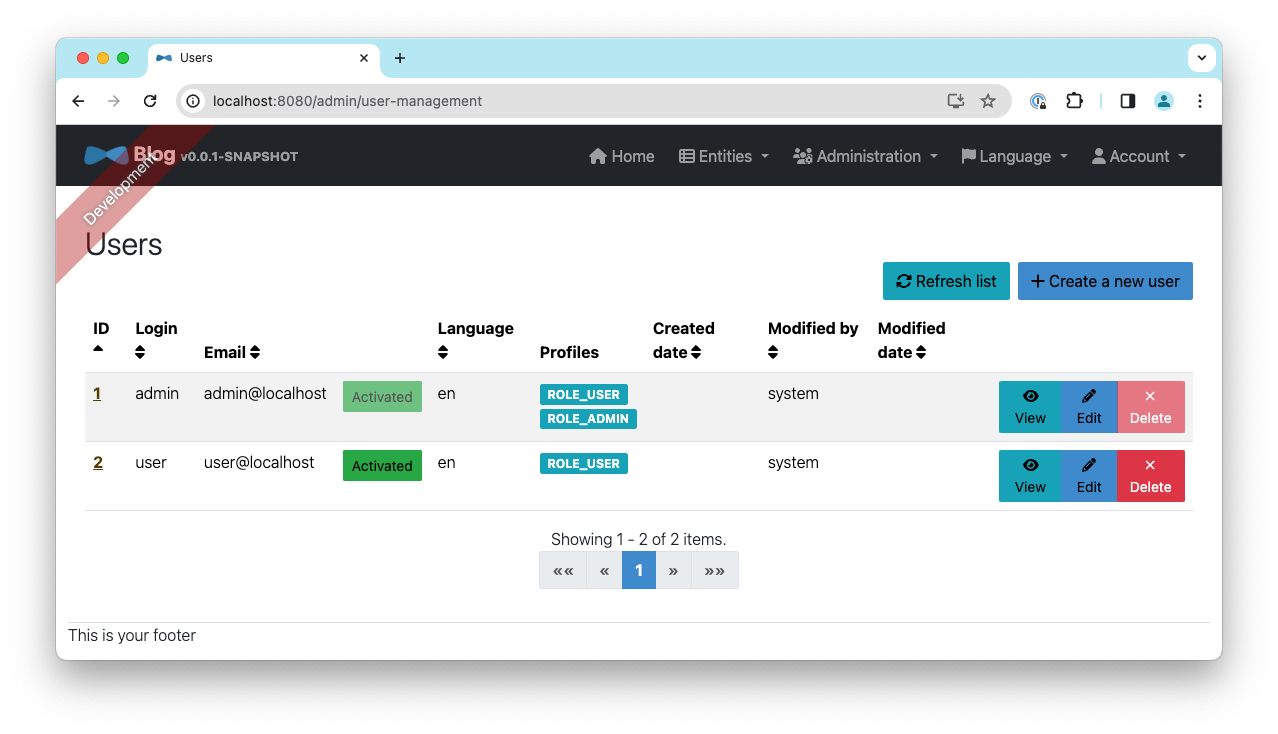 Users
localhost:8080/admin/user-management
Blog v0.0.1-SNAPSHOT Home Entities Administration Language Account
Development
Users
Refresh list Create a new user
ID Login Email Language Profiles Created date Modified by Modified date
1 admin admin@localhost Activated en ROLE_USER ROLE_ADMIN system View Edit Delete
2 user user@localhost Activated en ROLE_USER system View Edit Delete
Showing 1 - 2 of 2 items.
«« « 1 » »»
This is your footer